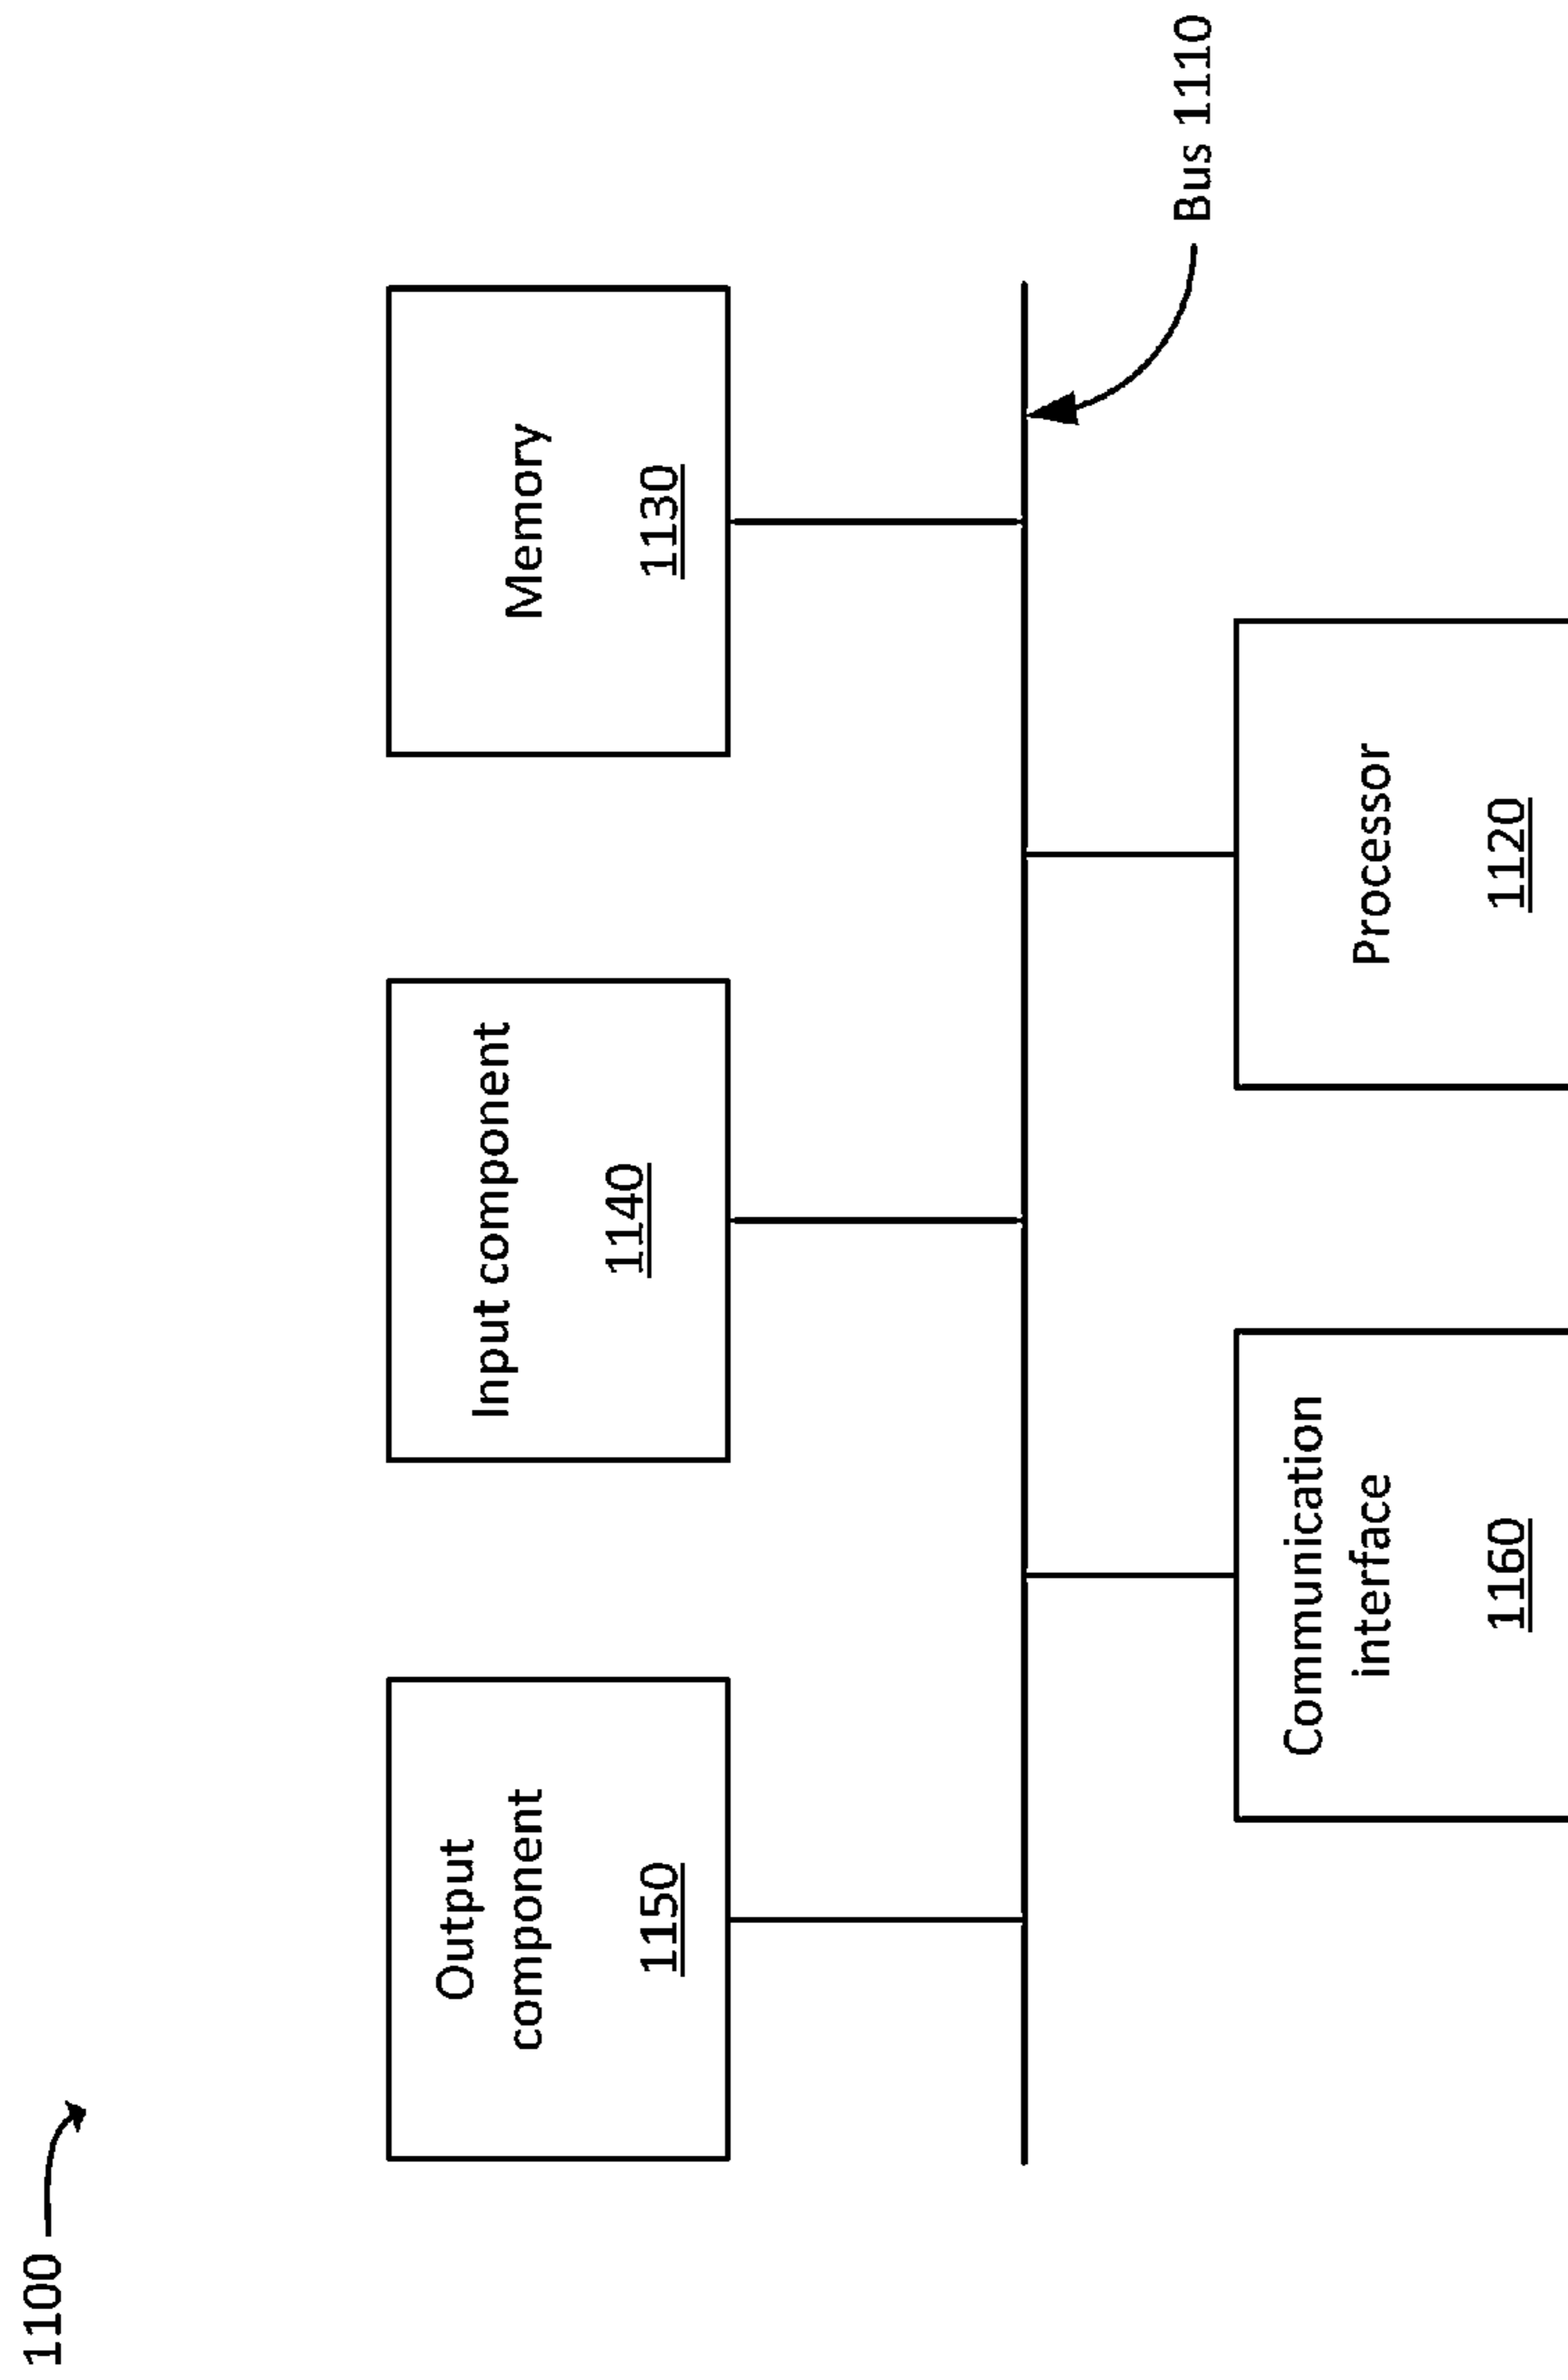 1100
Output
component
1150
Input component
1140
Memory
1130
Bus 1110
Communication
interface
1160
Processor
1120